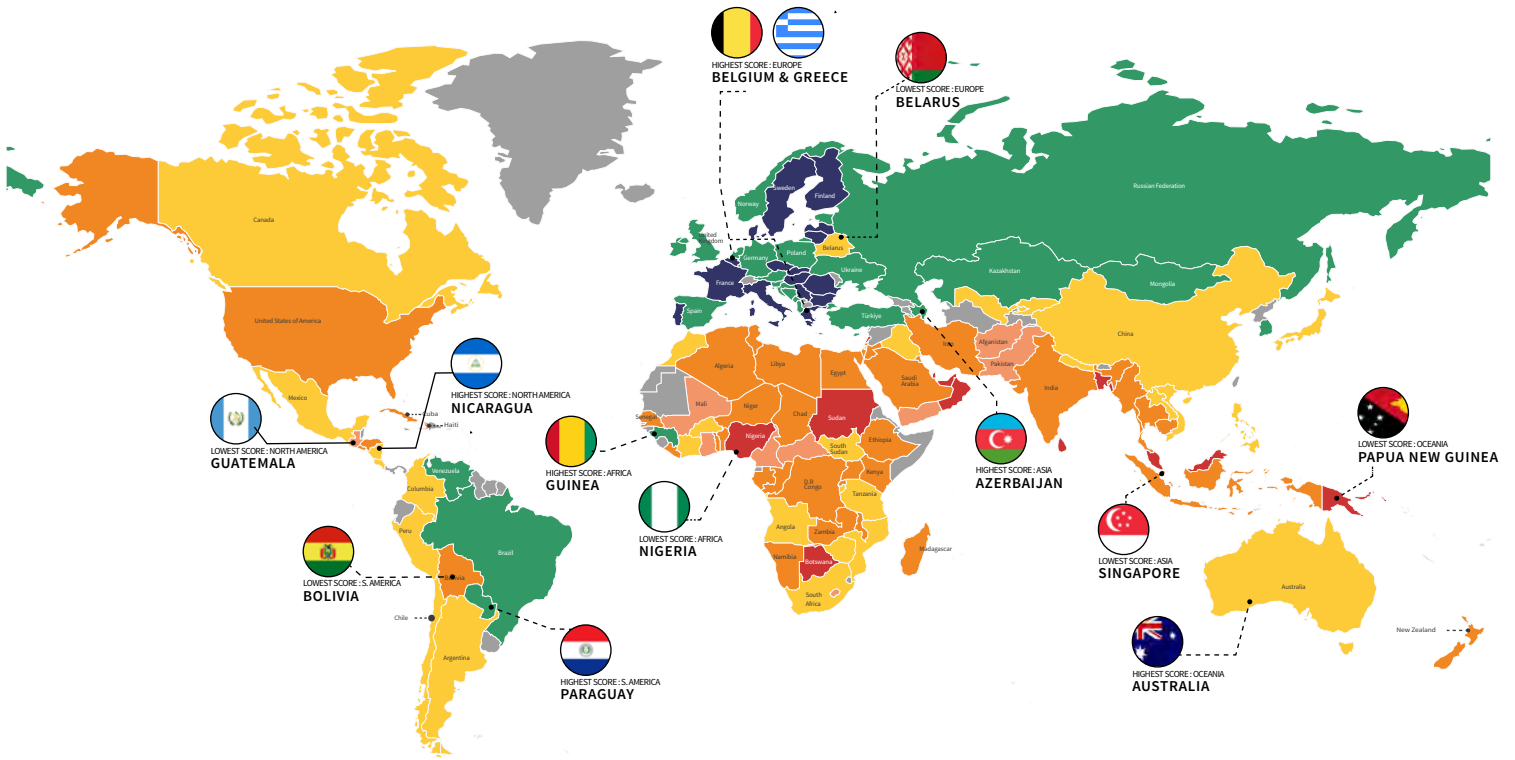 HIGHEST SCORE : EUROPE
BELGIUM & GREECE
LOWEST SCORE : EUROPE
BELARUS
Russian Federation
Sweden
Finland
Norway
Canada
United
Kingdom
Belarus
Poland
Germany
Ukraine
Kazakhstan
Mongolia
France
Spain
Türkiye
United States of America
China
Iran
Afganistan
Pakistan
Algeria
Libya
Egypt
Saudi
Arabia
India
HIGHEST SCORE : NORTH AMERICA
NICARAGUA
Mexico
Cuba
Haiti
LOWEST SCORE : NORTH AMERICA
GUATEMALA
Mali
Niger
Chad
Sudan
Senegal
Nigeria
South
Sudan
Ethiopia
HIGHEST SCORE : AFRICA
GUINEA
Kenya
D.R
Congo
Tanzania
HIGHEST SCORE : ASIA
AZERBAIJAN
LOWEST SCORE : OCEANIA
PAPUA NEW GUINEA
Venezuela
Columbia
Peru
Brazil
Bolivia
LOWEST SCORE : AFRICA
NIGERIA
Angola
Zambia
Namibia
Botswana
Madagascar
South
Africa
LOWEST SCORE : ASIA
SINGAPORE
LOWEST SCORE : S. AMERICA
BOLIVIA
Chile
Argentina
HIGHEST SCORE : S. AMERICA
PARAGUAY
Australia
New Zealand
HIGHEST SCORE : OCEANIA
AUSTRALIA